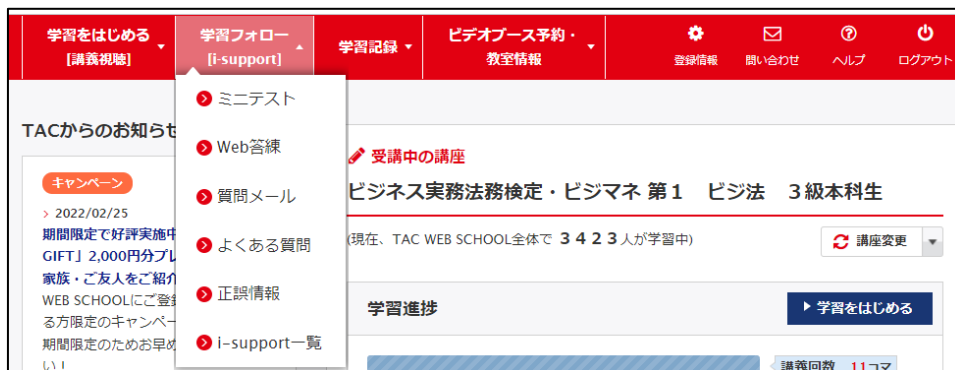 学習をはじめる
[講義視聴]
学習フォロー
[i-support]
学習記録
ビデオブース予約・
教室情報
登録情報
問い合わせ
ヘルプ
ログアウト
ミニテスト
Web答練
質問メール
よくある質問
正誤情報
i-support一覧
TACからのお知らせ
キャンペーン
2022/02/25
期間限定で好評実施中
GIFT」2,000円分プレ
家族・ご友人をご紹介
WEB SCHOOLにご登録
る方限定のキャンペー
期間限定のためお早め
い!
受講中の講座
ビジネス実務法務検定・ビジマネ 第1 ビジ法 3級本科生
(現在、TAC WEB SCHOOL全体で 3423人が学習中)
講座変更
学習進捗
学習をはじめる
講義回数 11コマ